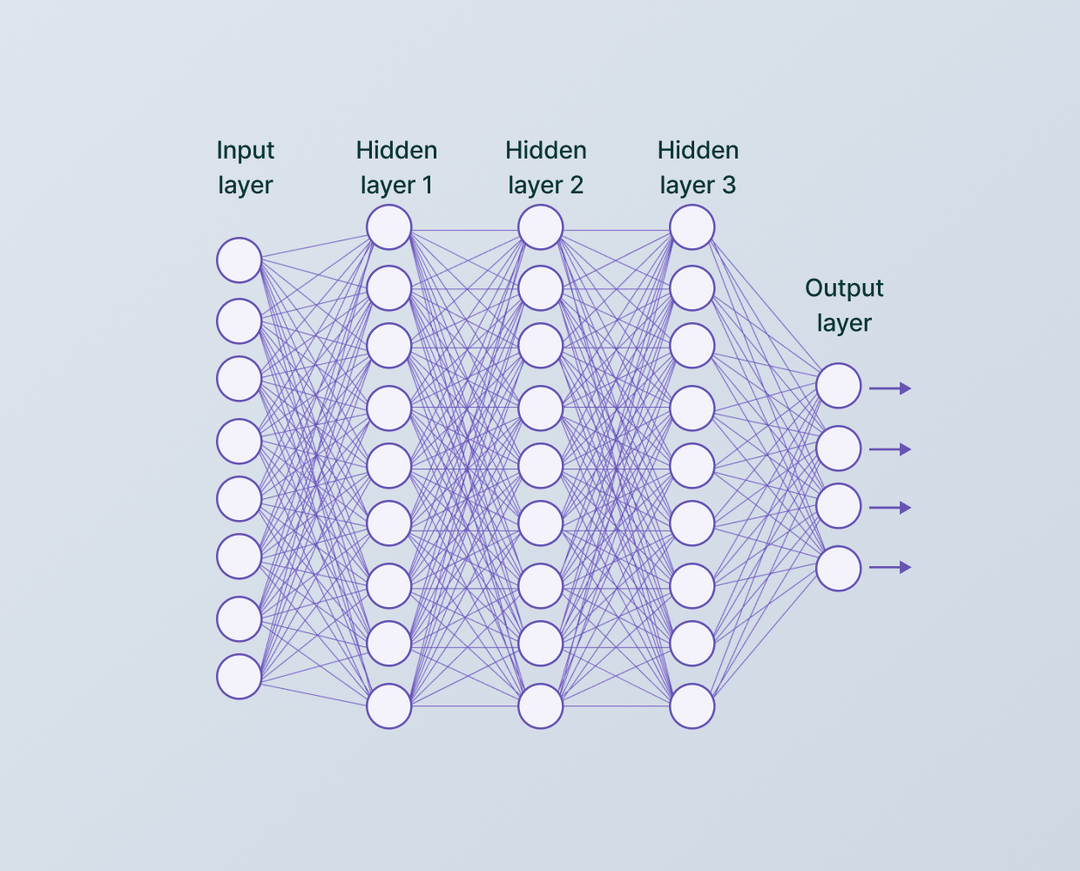 Input
layer
Hidden
layer 1
Hidden
layer 2
Hidden
layer 3
Output
layer